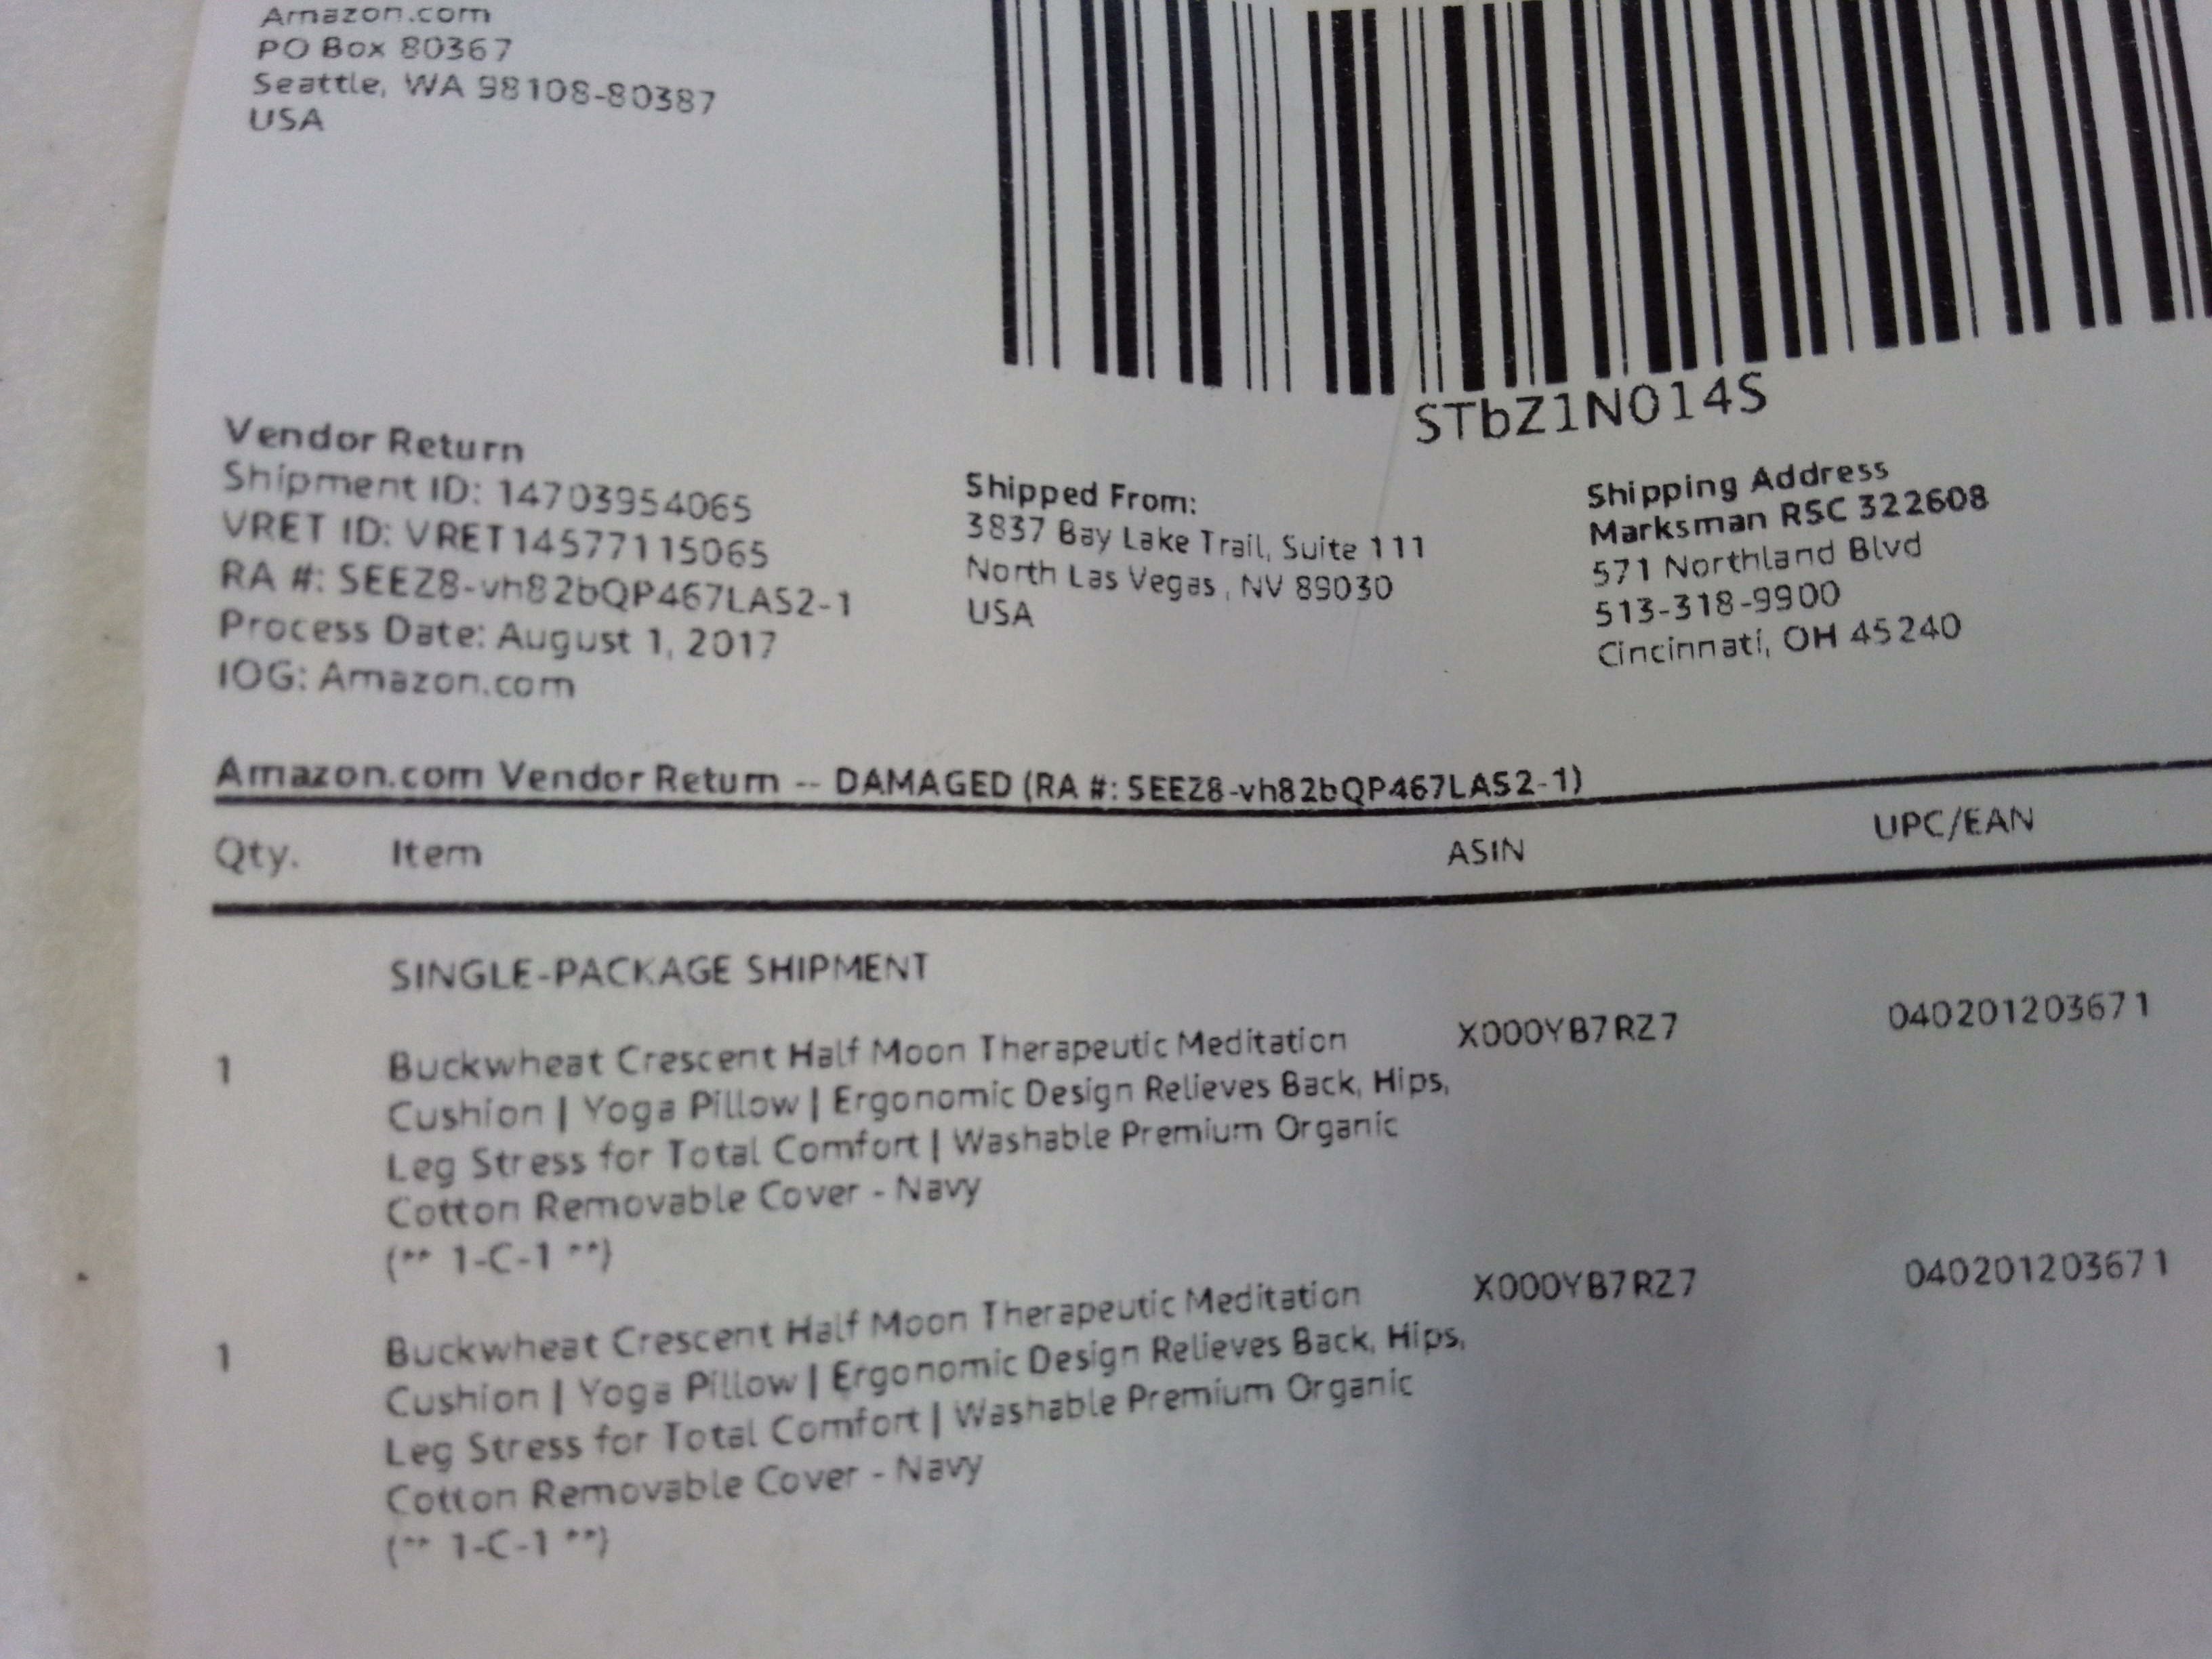 Amazon.com
PO Box 80367
Seattle, WA 98108-80387
USA
STbZ1N014S
Vendor Return
Shipment ID: 14703954065
VRET ID: VRET14577115065
RA #: SEEZ8-vh82bQP467LAS2-1
Process Date: August 1, 2017
IOG: Amazon.com
Shipped From:
3837 Bay Lake Trail, Suite 111
North Las Vegas , NV 89030
USA
Shipping Address
Marksman RSC 322608
571 Northland Blvd
513-318-9900
Cincinnati, OH 45240
Amazon.com Vendor Return -- DAMAGED (RA #: SEEZ8-vh82bQP467LAS2-1)
Qty. Item ASIN UPC/EAN
SINGLE-PACKAGE SHIPMENT
1 Buckwheat Crescent Half Moon Therapeutic Meditation X000YB7RZ7 040201203671
Cushion | Yoga Pillow | Ergonomic Design Relieves Back, Hips,
Leg Stress for Total Comfort | Washable Premium Organic
Cotton Removable Cover - Navy
(** 1-C-1 **)
1 Buckwheat Crescent Half Moon Therapeutic Meditation X000YB7RZ7 040201203671
Cushion | Yoga Pillow | Ergonomic Design Relieves Back, Hips,
Leg Stress for Total Comfort | Washable Premium Organic
Cotton Removable Cover - Navy
(** 1-C-1 **)